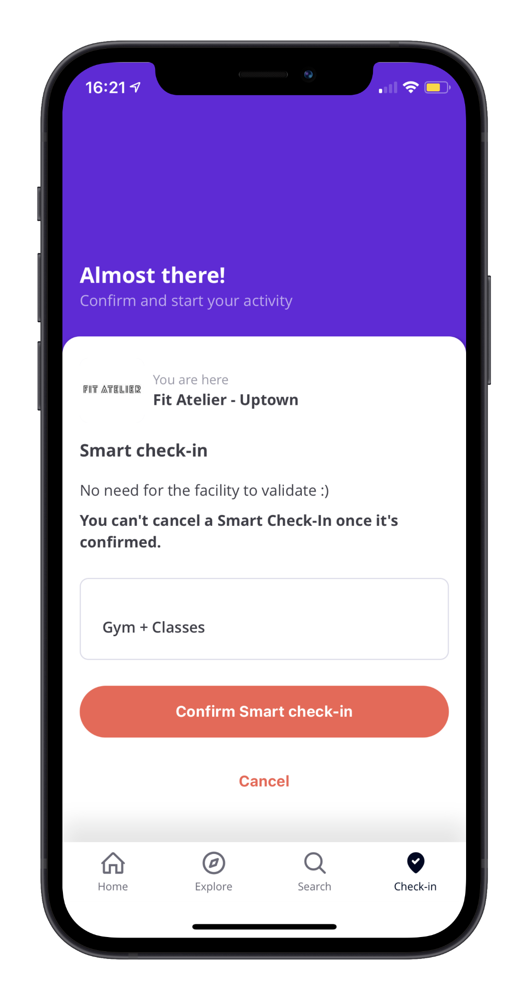 16:21
Almost there!
Confirm and start your activity
FIT ATELIER
You are here
Fit Atelier - Uptown
Smart check-in
No need for the facility to validate :)
You can't cancel a Smart Check-In once it's
confirmed.
Gym + Classes
Confirm Smart check-in
Cancel
Home
Explore
Search
Check-in